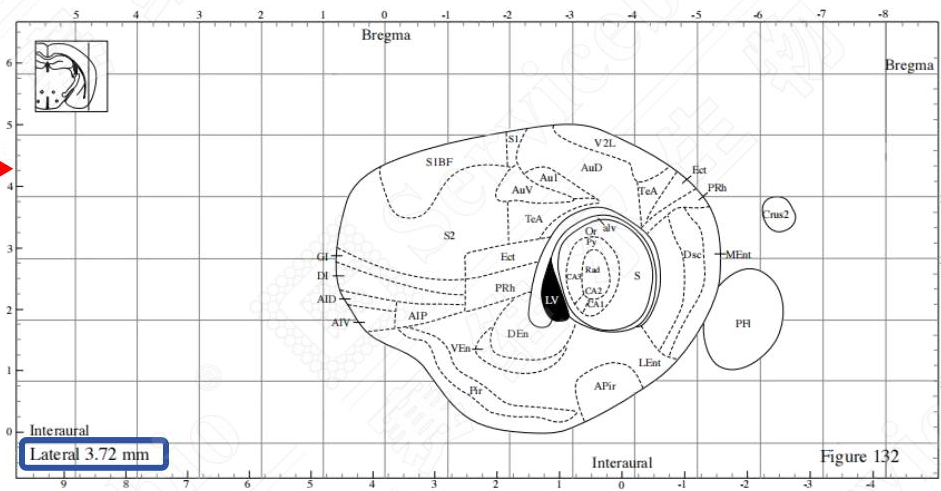 5 4 3 2 1 0 -1 -2 -3 -4 -5 -6 -7 -8
Bregma
Bregma
6
5
4
3
2
1
0
S1
V2L
S1BF
Au1
AuD
Ect
AuV
TeA
PRh
TeA
Crus2
S2
Or
alv
Py
GI
Ect
Dsc
MEnt
DI
Rad
CA3
S
AID
PRh
LV
CA2
CA1
AIV
AIP
PH
DEn
VEn
LEnt
Pir
APir
Interaural
Lateral 3.72 mm
Interaural
Figure 132
9 8 7 6 5 4 3 2 1 0 -1 -2 -3 -4